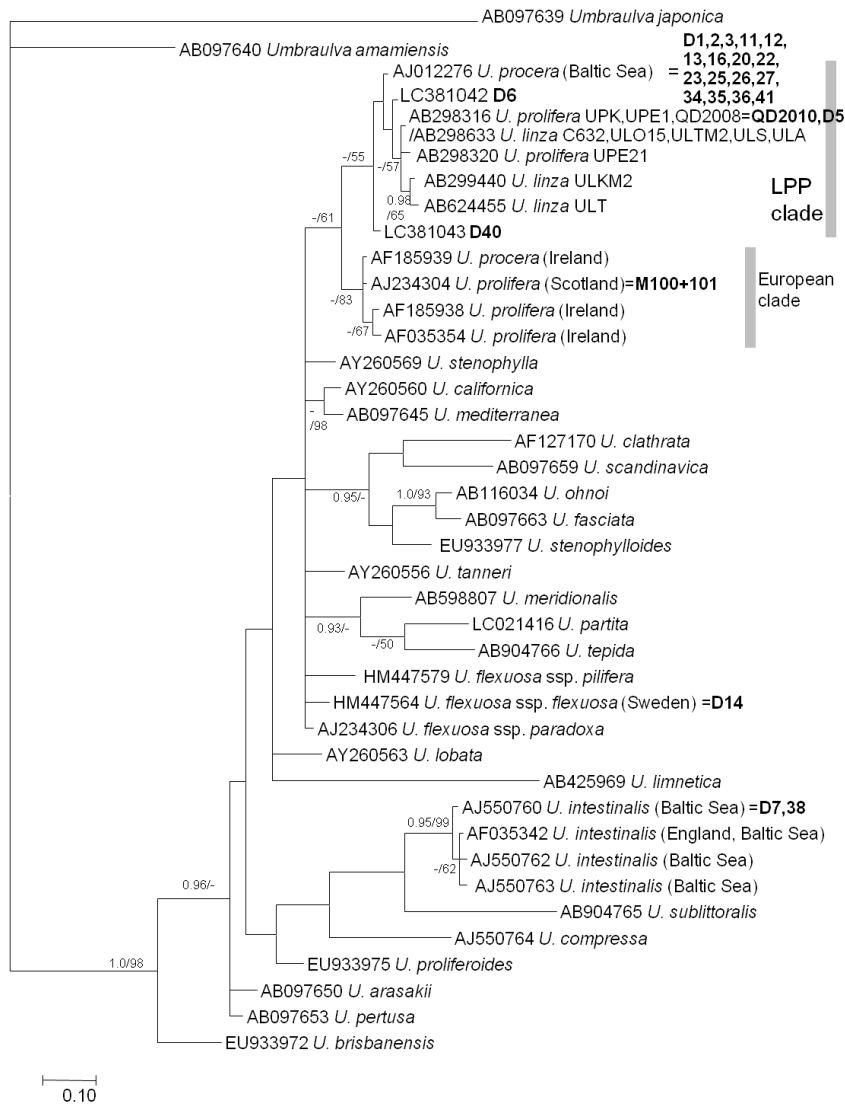 AB097639 Umbraulva japonica
AB097640 Umbraulva amamiensis
D1,2,3,11,12,
13,16,20,22,
23,25,26,27,
34,35,36,41
AJ012276 U. procera (Baltic Sea) =
LC381042 D6
AB298316 U. prolifera UPK,UPE1,QD2008=QD2010,D5
/AB298633 U. linza C632,ULO15,ULTM2,ULS,ULA
-/55
-/57
AB298320 U. prolifera UPE21
AB299440 U. linza ULKM2
0.98
/65
AB624455 U. linza ULT
LPP
clade
-/61
LC381043 D40
AF185939 U. procera (Ireland)
AJ234304 U. prolifera (Scotland)=M100+101
European
clade
-/83
AF185938 U. prolifera (Ireland)
-/67
AF035354 U. prolifera (Ireland)
AY260569 U. stenophylla
AY260560 U. californica
-
/98
AB097645 U. mediterranea
AF127170 U. clathrata
AB097659 U. scandinavica
0.95/-
1.0/93
AB116034 U. ohnoi
AB097663 U. fasciata
EU933977 U. stenophylloides
AY260556 U. tanneri
AB598807 U. meridionalis
0.93/-
LC021416 U. partita
-/50
AB904766 U. tepida
HM447579 U. flexuosa ssp. pilifera
HM447564 U. flexuosa ssp. flexuosa (Sweden) =D14
AJ234306 U. flexuosa ssp. paradoxa
AY260563 U. lobata
AB425969 U. limnetica
AJ550760 U. intestinalis (Baltic Sea) =D7,38
0.95/99
AF035342 U. intestinalis (England, Baltic Sea)
-/62
AJ550762 U. intestinalis (Baltic Sea)
AJ550763 U. intestinalis (Baltic Sea)
0.96/-
AB904765 U. sublittoralis
AJ550764 U. compressa
1.0/98
EU933975 U. proliferoides
AB097650 U. arasakii
AB097653 U. pertusa
EU933972 U. brisbanensis
0.10